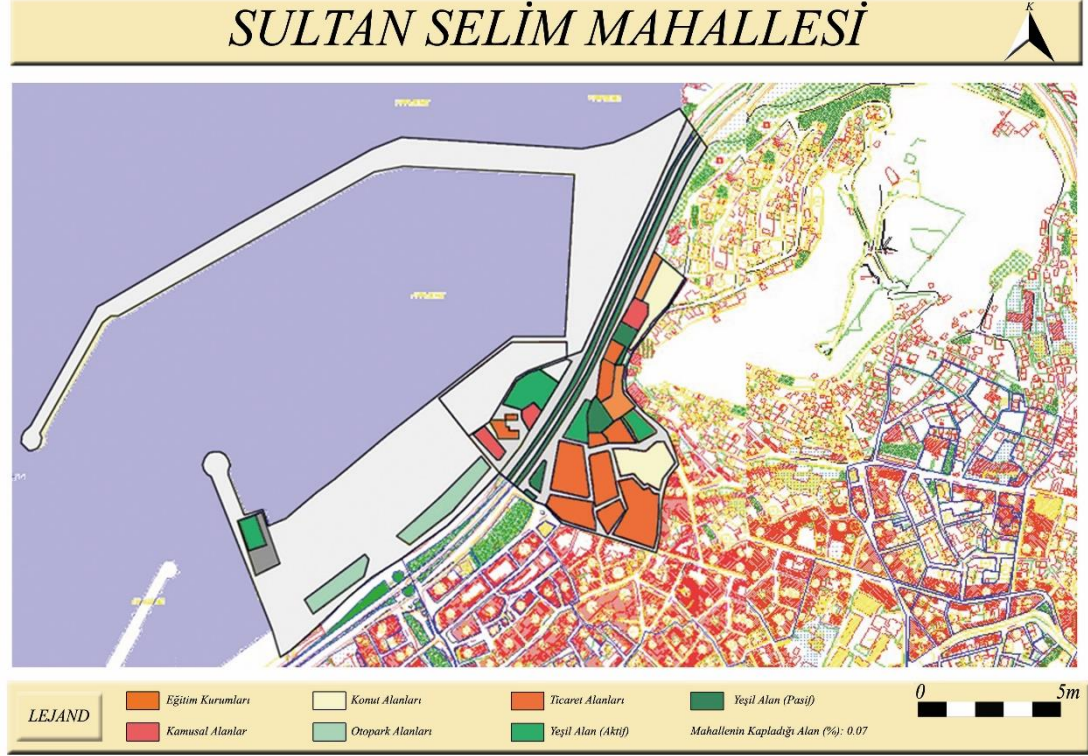 SULTAN SELİM MAHALLESİ
K
LEJAND
Eğitim Kurumları
Konut Alanları
Ticaret Alanları
Yeşil Alan (Pasif)
Kamusal Alanlar
Otopark Alanları
Yeşil Alan (Aktif)
Mahallenin Kapladığı Alan (%): 0.07
0 5m